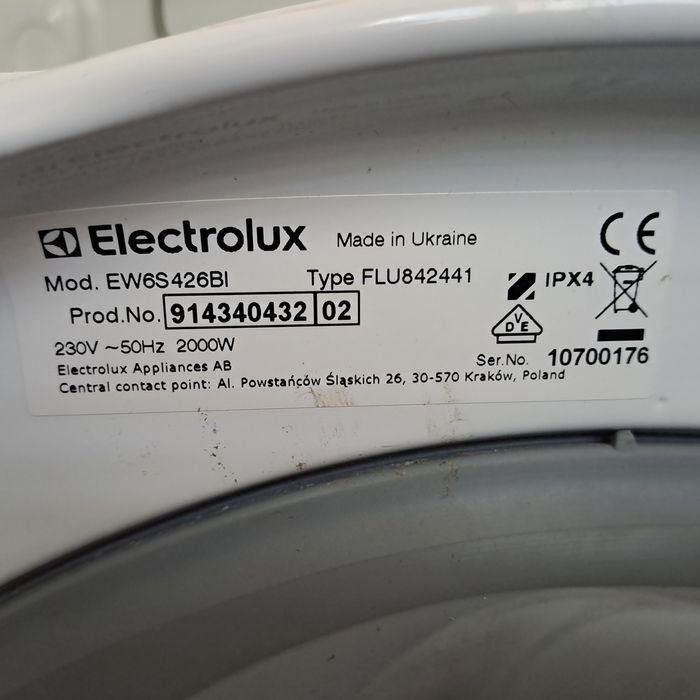 Electrolux Made in Ukraine CE
Mod. EW6S426BI Type FLU842441
IPX4
Prod.No. 914340432 02
DVE
230V ~50Hz 2000W
Electrolux Appliances AB
Ser.No. 10700176
Central contact point: Al. Powstańców Śląskich 26, 30-570 Kraków, Poland